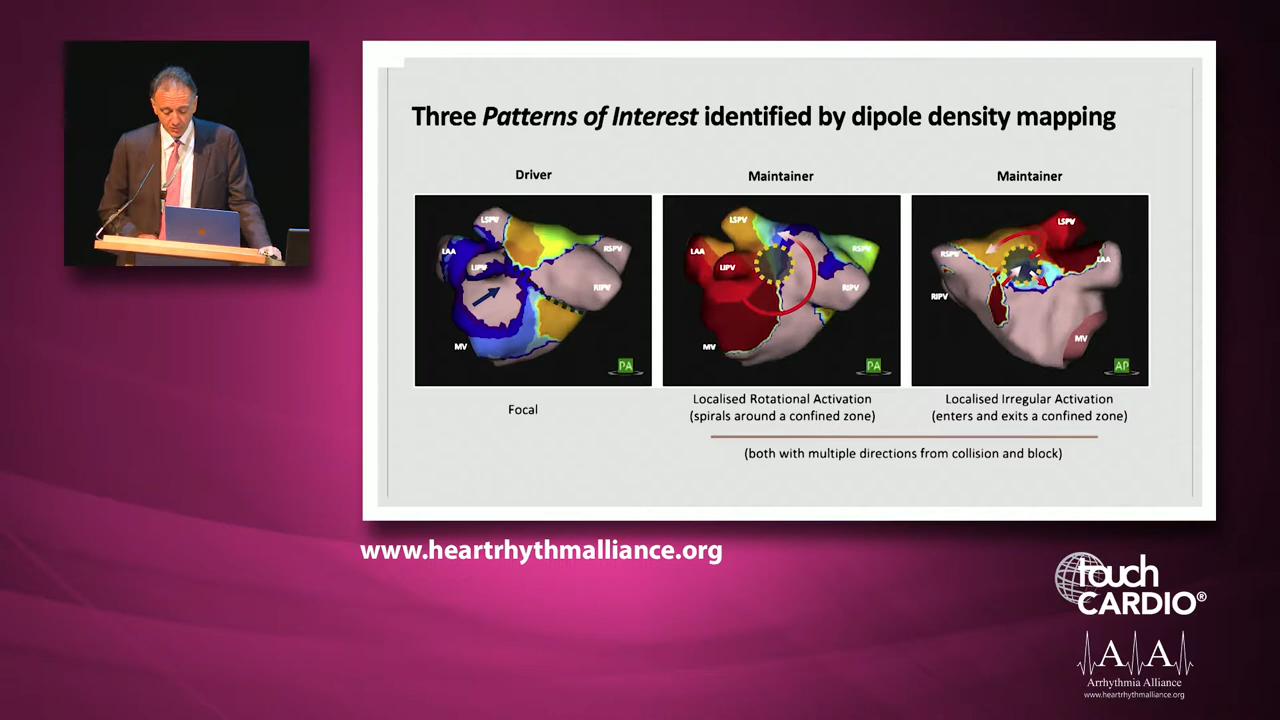 Three Patterns of Interest identified by dipole density mapping
Driver
Maintainer
Maintainer
LSPV
LAA
LIPV
RSPV
RIPV
MV
PA
LSPV
LAA
LIPV
RSPV
RIPV
MV
PA
LSPV
RSPV
LAA
RIPV
MV
AP
Focal
Localised Rotational Activation
(spirals around a confined zone)
Localised Irregular Activation
(enters and exits a confined zone)
(both with multiple directions from collision and block)
www.heartrhythmalliance.org
touch
CARDIO®
A A
Arrhythmia Alliance
www.heartrhythmalliance.org